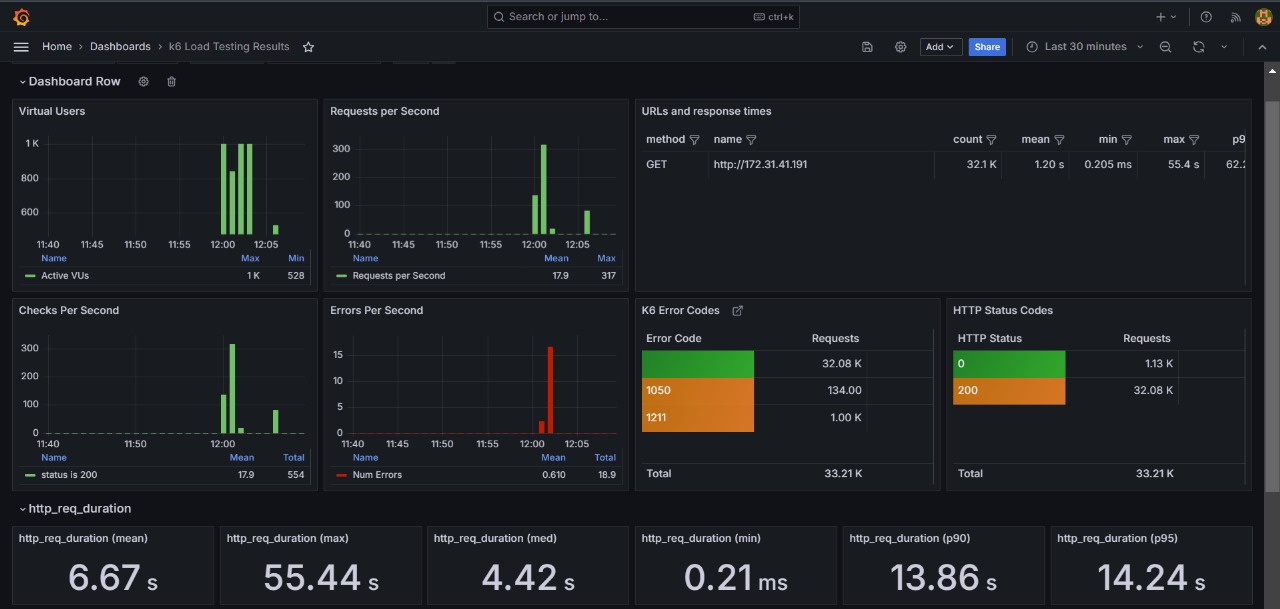 Search or jump to... ctrl+k
Home › Dashboards › k6 Load Testing Results Add Share Last 30 minutes
Dashboard Row
Virtual Users
1 K
800
600
11:40 11:45 11:50 11:55 12:00 12:05
Name Max Min
Active VUs 1 K 528
Requests per Second
300
200
100
0
11:40 11:45 11:50 11:55 12:00 12:05
Name Mean Max
Requests per Second 17.9 317
URLs and response times
method name count mean min max p9
GET http://172.31.41.191 32.1 K 1.20 s 0.205 ms 55.4 s 62.2
Checks Per Second
300
200
100
0
11:40 11:50 12:00
Name Mean Total
status is 200 17.9 554
Errors Per Second
15
10
5
0
11:40 11:45 11:50 11:55 12:00 12:05
Name Mean Total
Num Errors 0.610 18.9
K6 Error Codes
Error Code Requests
32.08 K
1050 134.00
1211 1.00 K
Total 33.21 K
HTTP Status Codes
HTTP Status Requests
0 1.13 K
200 32.08 K
Total 33.21 K
http_req_duration
http_req_duration (mean)
6.67 s
http_req_duration (max)
55.44 s
http_req_duration (med)
4.42 s
http_req_duration (min)
0.21 ms
http_req_duration (p90)
13.86 s
http_req_duration (p95)
14.24 s